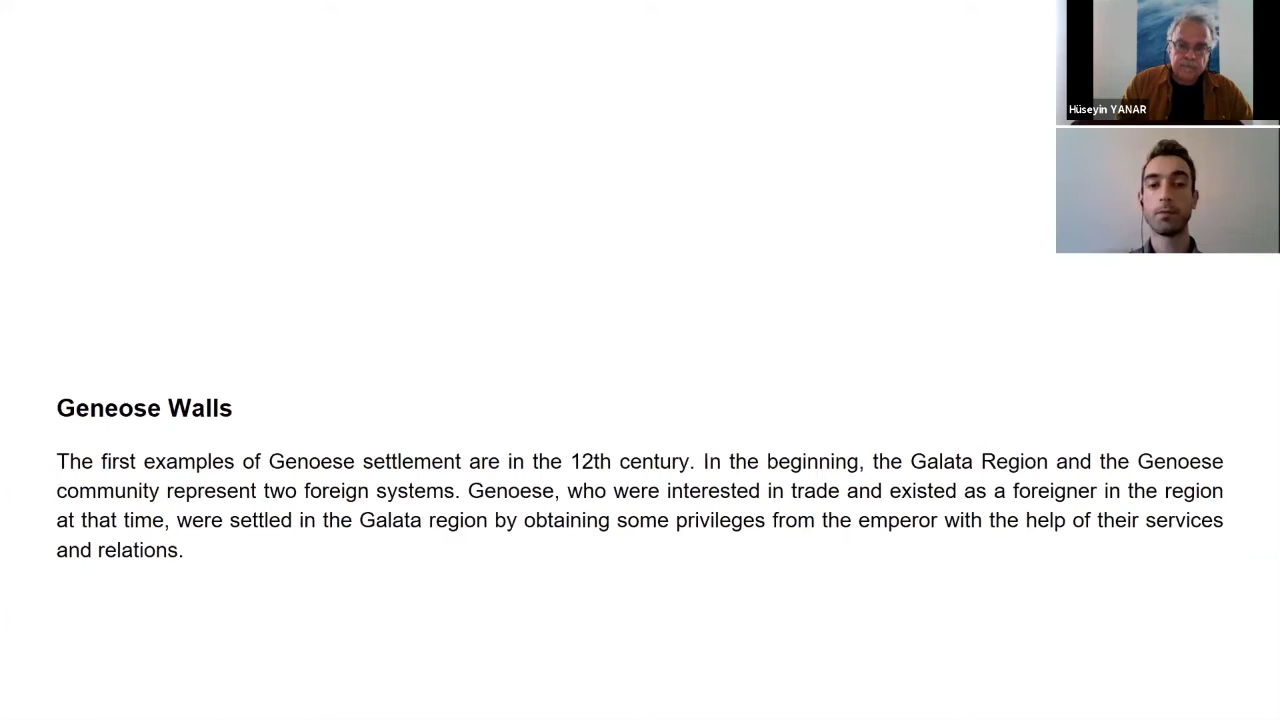 Hüseyin YANAR
Geneose Walls
The first examples of Genoese settlement are in the 12th century. In the beginning, the Galata Region and the Genoese
community represent two foreign systems. Genoese, who were interested in trade and existed as a foreigner in the region
at that time, were settled in the Galata region by obtaining some privileges from the emperor with the help of their services
and relations.